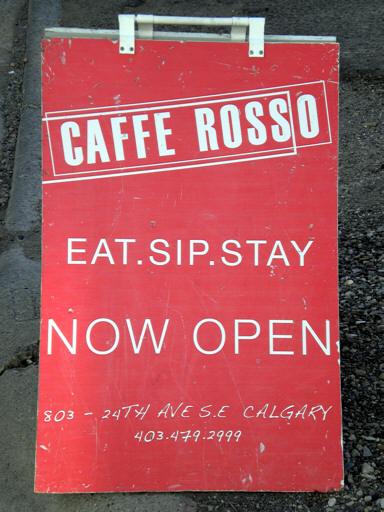 CAFFE ROSSO
EAT.SIP.STAY
NOW OPEN
803 - 24TH AVE S.E CALGARY
403.479.2999